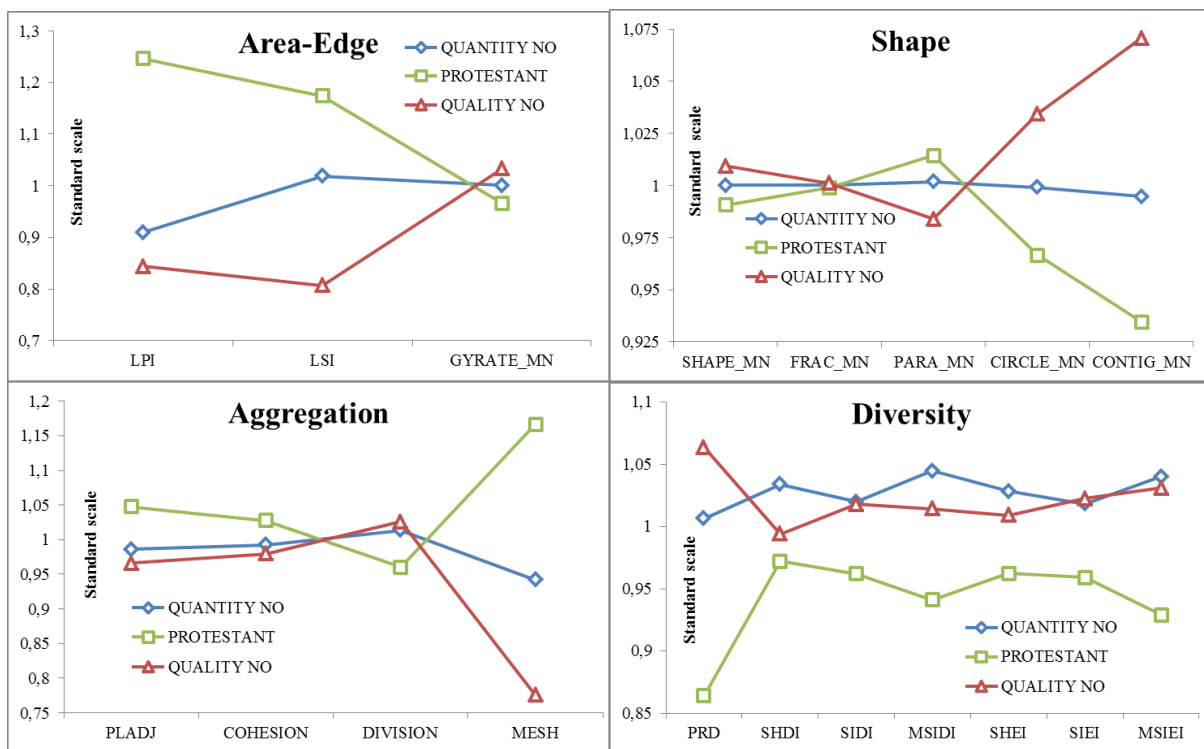 Area-Edge
1,3
1,2
1,1
1
0,9
0,8
0,7
Standard scale
QUANTITY NO
PROTESTANT
QUALITY NO
LPI LSI GYRATE_MN
Shape
1,075
1,05
1,025
1
0,975
0,95
0,925
Standard scale
QUANTITY NO
PROTESTANT
QUALITY NO
SHAPE_MN FRAC_MN PARA_MN CIRCLE_MN CONTIG_MN
Aggregation
1,2
1,15
1,1
1,05
1
0,95
0,9
0,85
0,8
0,75
Standard scale
QUANTITY NO
PROTESTANT
QUALITY NO
PLADJ COHESION DIVISION MESH
Diversity
1,1
1,05
1
0,95
0,9
0,85
Standard scale
QUANTITY NO
PROTESTANT
QUALITY NO
PRD SHDI SIDI MSIDI SHEI SIEI MSIEI